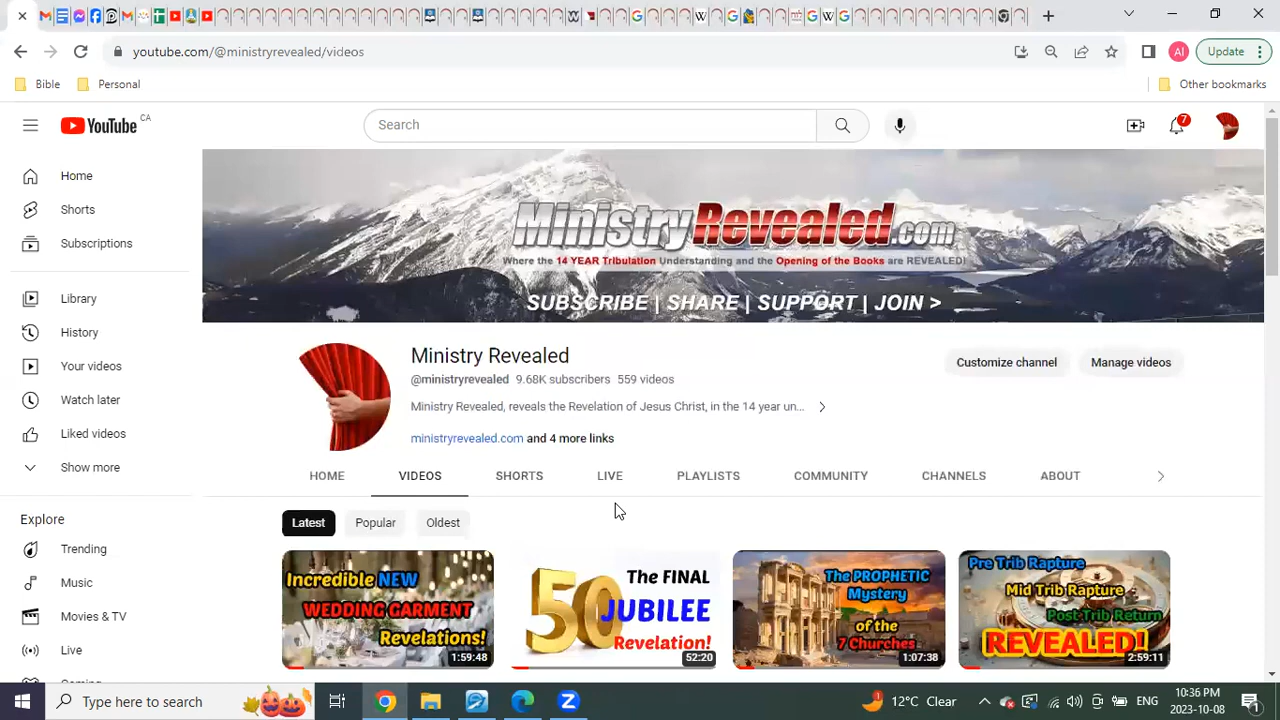 youtube.com/@ministryrevealed/videos
AI
Update
Bible
Personal
Other bookmarks
YouTube CA
Search
7
Home
Shorts
Subscriptions
Library
History
Your videos
Watch later
Liked videos
Show more
Explore
Trending
Music
Movies & TV
Live
Gaming
MinistryRevealed.com
Where the 14 YEAR Tribulation Understanding and the Opening of the Books are REVEALED!
SUBSCRIBE | SHARE | SUPPORT | JOIN >
Ministry Revealed
@ministryrevealed 9.68K subscribers 559 videos
Ministry Revealed, reveals the Revelation of Jesus Christ, in the 14 year un...
ministryrevealed.com and 4 more links
Customize channel
Manage videos
HOME VIDEOS SHORTS LIVE PLAYLISTS COMMUNITY CHANNELS ABOUT
Latest Popular Oldest
Incredible NEW
WEDDING GARMENT
Revelations!
1:59:48
50
The FINAL
JUBILEE
Revelation!
52:20
The PROPHETIC
Mystery
of the
7 Churches
1:07:38
Pre Trib Rapture
Mid Trib Rapture
Post Trib Return
REVEALED!
2:59:11
Type here to search
12°C Clear
ENG
10:36 PM
2023-10-08
1